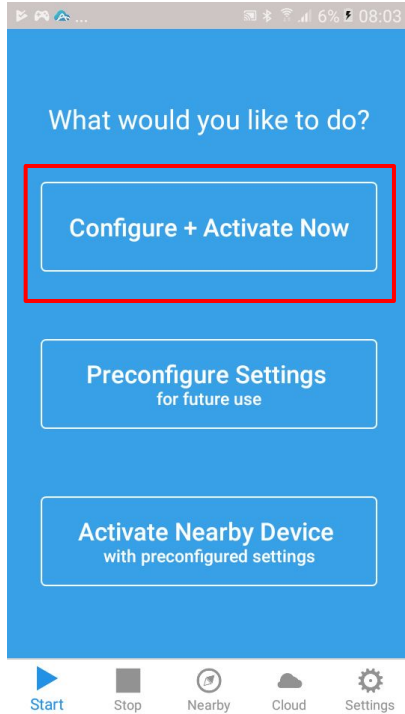 ... 6% 08:03
What would you like to do?
Configure + Activate Now
Preconfigure Settings
for future use
Activate Nearby Device
with preconfigured settings
Start Stop Nearby Cloud Settings